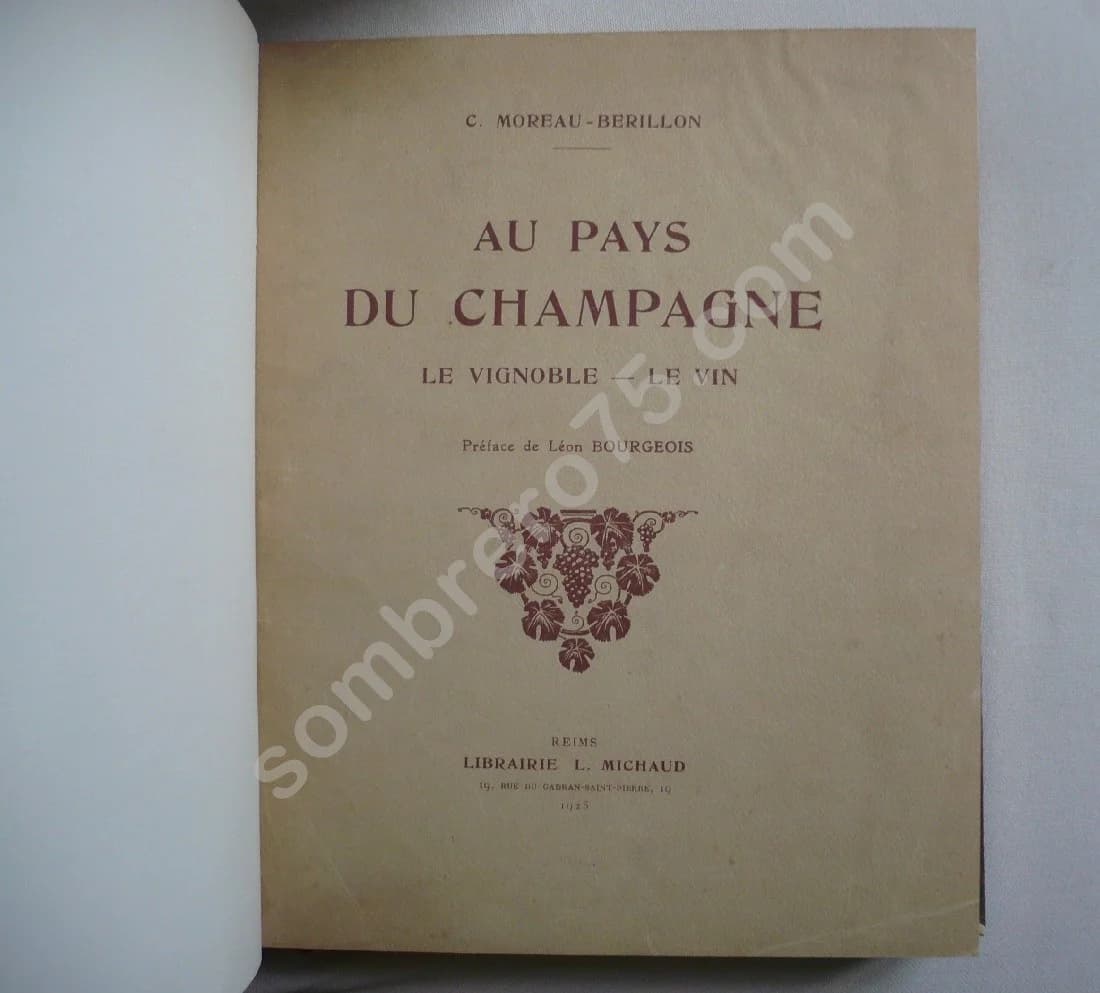 C. MOREAU-BERILLON
AU PAYS
DU CHAMPAGNE
LE VIGNOBLE — LE VIN
Préface de Léon BOURGEOIS
REIMS
LIBRAIRIE L. MICHAUD
19, RUE DU CADRAN-SAINT-PIERRE, 19
1925
sombrero75.com